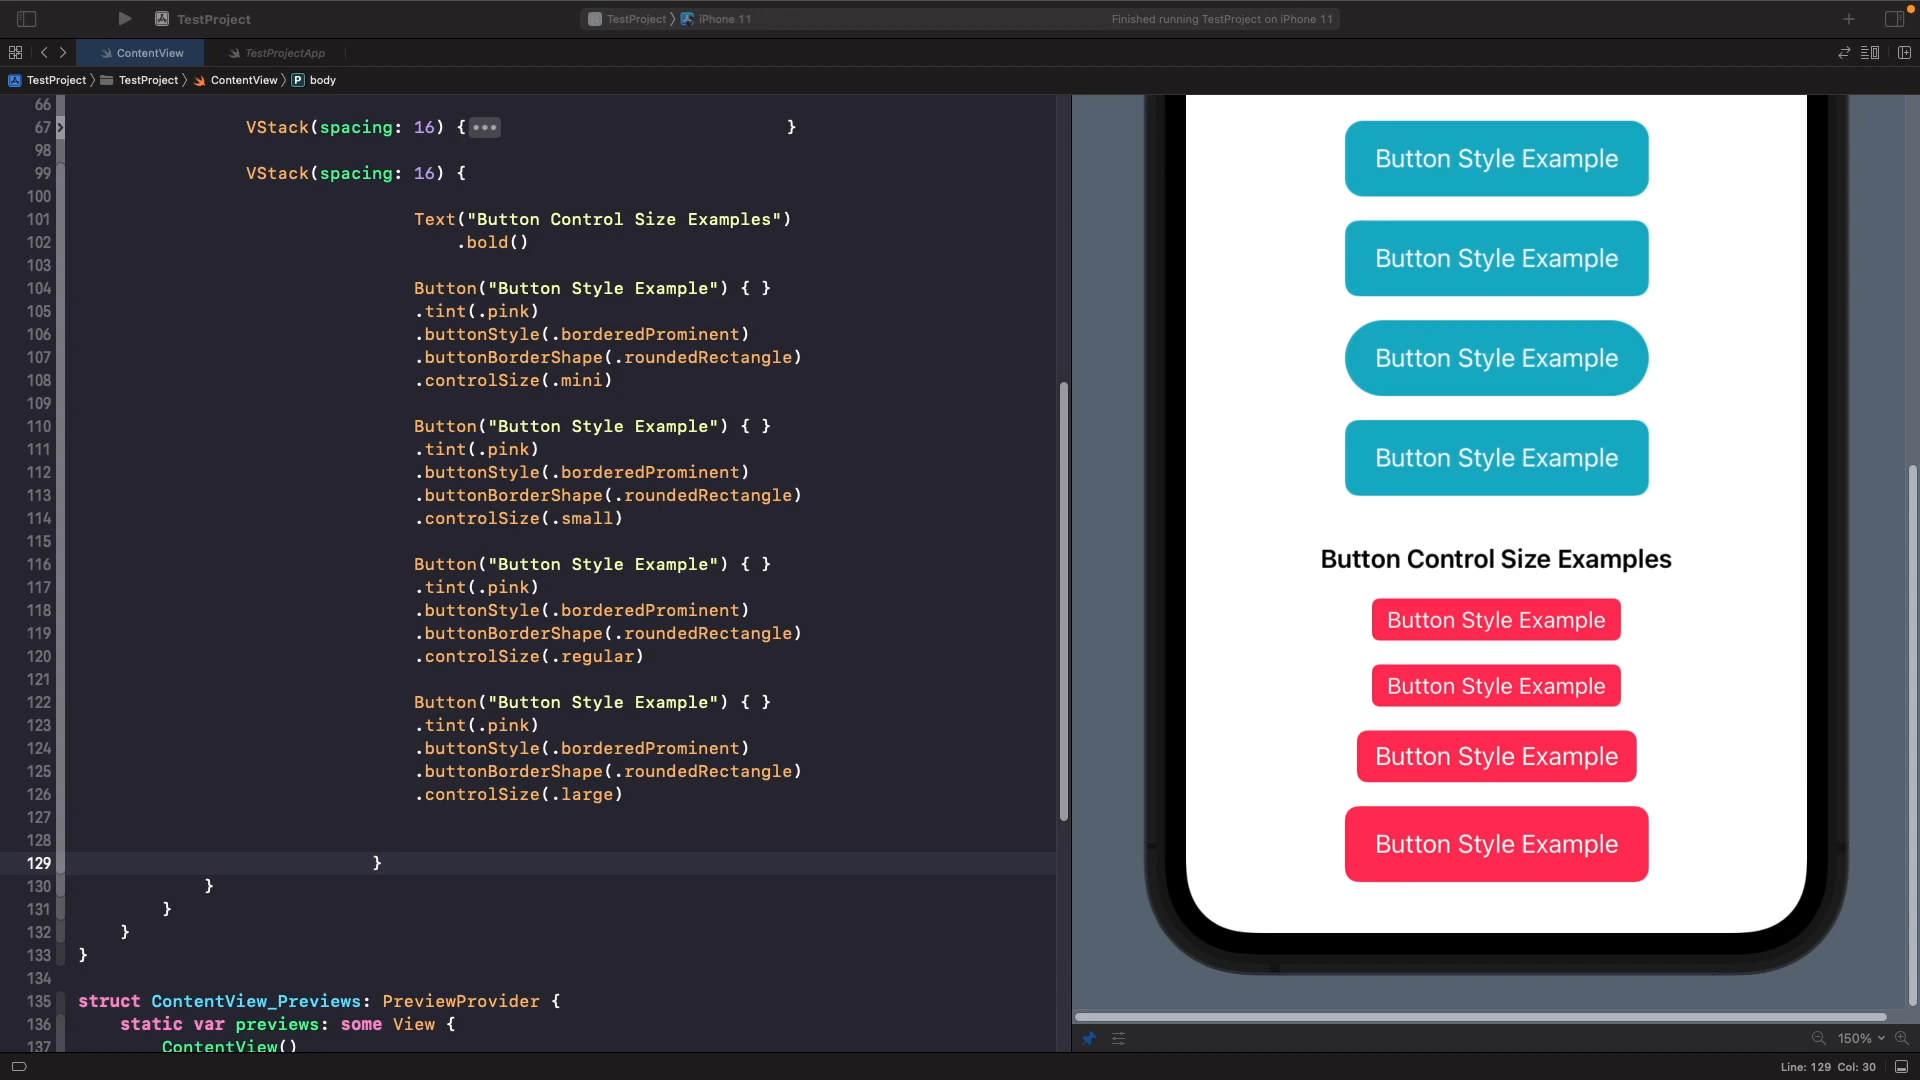 TestProject
TestProject 〉 iPhone 11
Finished running TestProject on iPhone 11
ContentView
TestProjectApp
TestProject 〉 TestProject 〉 ContentView 〉 P body
66
67 VStack(spacing: 16) {••• }
98
99 VStack(spacing: 16) {
100
101 Text("Button Control Size Examples")
102 .bold()
103
104 Button("Button Style Example") { }
105 .tint(.pink)
106 .buttonStyle(.borderedProminent)
107 .buttonBorderShape(.roundedRectangle)
108 .controlSize(.mini)
109
110 Button("Button Style Example") { }
111 .tint(.pink)
112 .buttonStyle(.borderedProminent)
113 .buttonBorderShape(.roundedRectangle)
114 .controlSize(.small)
115
116 Button("Button Style Example") { }
117 .tint(.pink)
118 .buttonStyle(.borderedProminent)
119 .buttonBorderShape(.roundedRectangle)
120 .controlSize(.regular)
121
122 Button("Button Style Example") { }
123 .tint(.pink)
124 .buttonStyle(.borderedProminent)
125 .buttonBorderShape(.roundedRectangle)
126 .controlSize(.large)
127
128
129 }
130 }
131 }
132 }
133 }
134
135 struct ContentView_Previews: PreviewProvider {
136 static var previews: some View {
137 ContentView()
Button Style Example
Button Style Example
Button Style Example
Button Style Example
Button Control Size Examples
Button Style Example
Button Style Example
Button Style Example
Button Style Example
150%
Line: 129 Col: 30